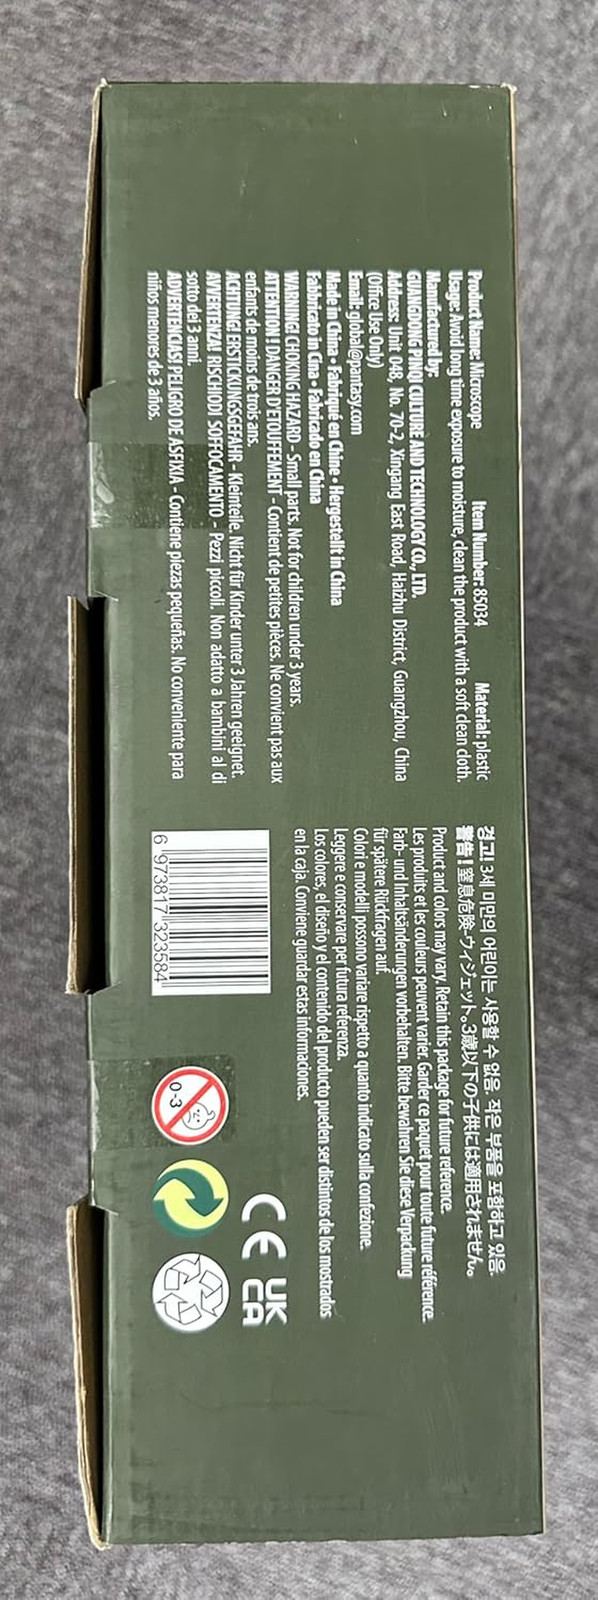 Product Name: Microscope Item Number: 85034 Material: plastic
Usage: Avoid long time exposure to moisture, clean the product with a soft clean cloth.
Manufactured by:
GUANGDONG PINQI CULTURE AND TECHNOLOGY CO., LTD.
Address: Unit 048, No. 70-2, Xingang East Road, Haizhu District, Guangzhou, China
(Office Use Only)
Email: global@pantasy.com
Made in China • Fabriqué en Chine • Hergestellt in China
Fabbricato in Cina • Fabricado en China
WARNING! CHOKING HAZARD - Small parts. Not for children under 3 years.
ATTENTION! DANGER D'ETOUFFEMENT - Contient de petites pièces. Ne convient pas aux
enfants de moins de trois ans.
ACHTUNG! ERSTICKUNGSGEFAHR - Kleinteile. Nicht für Kinder unter 3 Jahren geeignet.
AVVERTENZA! RISCHIODI SOFFOCAMENTO - Pezzi piccoli. Non adatto a bambini al di
sotto dei 3 anni.
ADVERTENCIAS! PELIGRO DE ASFIXIA - Contiene piezas pequeñas. No conveniente para
niños menores de 3 años.
경고! 3세 미만의 어린이는 사용할 수 없음. 작은 부품을 포함하고 있음.
警告!窒息危険-ウィジェット。3歳以下の子供には適用されません。
Product and colors may vary. Retain this package for future reference.
Les produits et les couleurs peuvent varier. Garder ce paquet pour toute future référence.
Farb- und Inhaltsänderungen vorbehalten. Bitte bewahren Sie diese Verpackung
für spätere Rückfragen auf.
Colori e modelli possono variare rispetto a quanto indicato sulla confezione.
Leggere e conservare per futura referenza.
Los colores, el diseño y el contenido del producto pueden ser distintos de los mostrados
en la caja. Conviene guardar estas informaciones.
6 973817 323584
0-3
CE
UK
CA